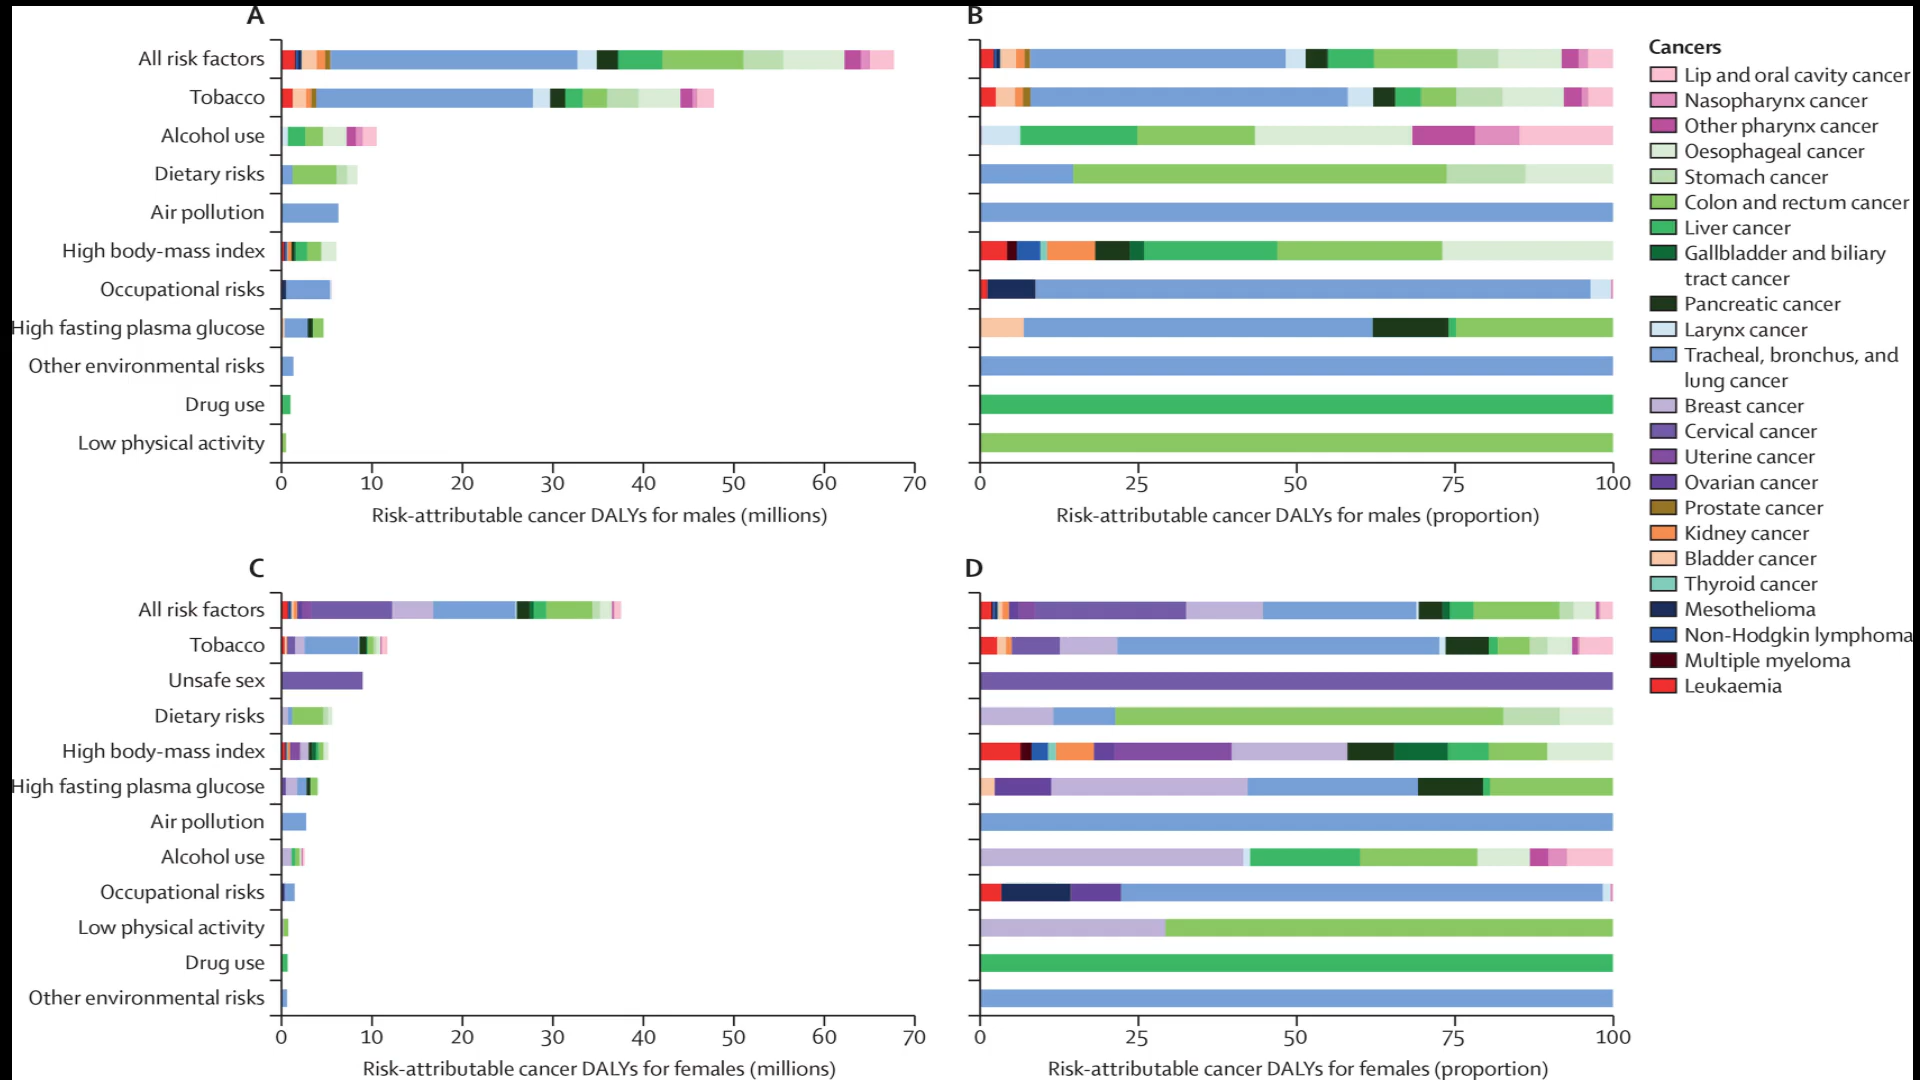 A
All risk factors
Tobacco
Alcohol use
Dietary risks
Air pollution
High body-mass index
Occupational risks
High fasting plasma glucose
Other environmental risks
Drug use
Low physical activity
0 10 20 30 40 50 60 70
Risk-attributable cancer DALYs for males (millions)
B
0 25 50 75 100
Risk-attributable cancer DALYs for males (proportion)
Cancers
Lip and oral cavity cancer
Nasopharynx cancer
Other pharynx cancer
Oesophageal cancer
Stomach cancer
Colon and rectum cancer
Liver cancer
Gallbladder and biliary
tract cancer
Pancreatic cancer
Larynx cancer
Tracheal, bronchus, and
lung cancer
Breast cancer
Cervical cancer
Uterine cancer
Ovarian cancer
Prostate cancer
Kidney cancer
Bladder cancer
Thyroid cancer
Mesothelioma
Non-Hodgkin lymphoma
Multiple myeloma
Leukaemia
C
All risk factors
Tobacco
Unsafe sex
Dietary risks
High body-mass index
High fasting plasma glucose
Air pollution
Alcohol use
Occupational risks
Low physical activity
Drug use
Other environmental risks
0 10 20 30 40 50 60 70
Risk-attributable cancer DALYs for females (millions)
D
0 25 50 75 100
Risk-attributable cancer DALYs for females (proportion)